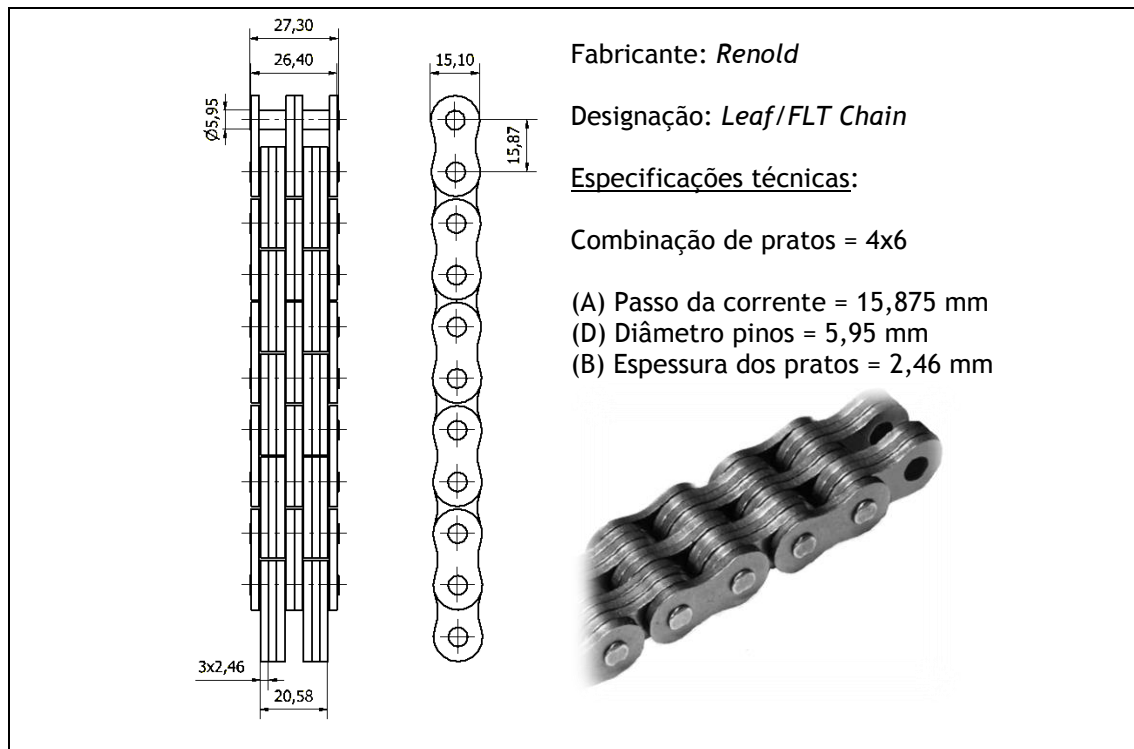 27,30
26,40
15,10
Ø5,95
15,87
3x2,46
20,58
Fabricante: Renold
Designação: Leaf/FLT Chain
Especificações técnicas:
Combinação de pratos = 4x6
(A) Passo da corrente = 15,875 mm
(D) Diâmetro pinos = 5,95 mm
(B) Espessura dos pratos = 2,46 mm